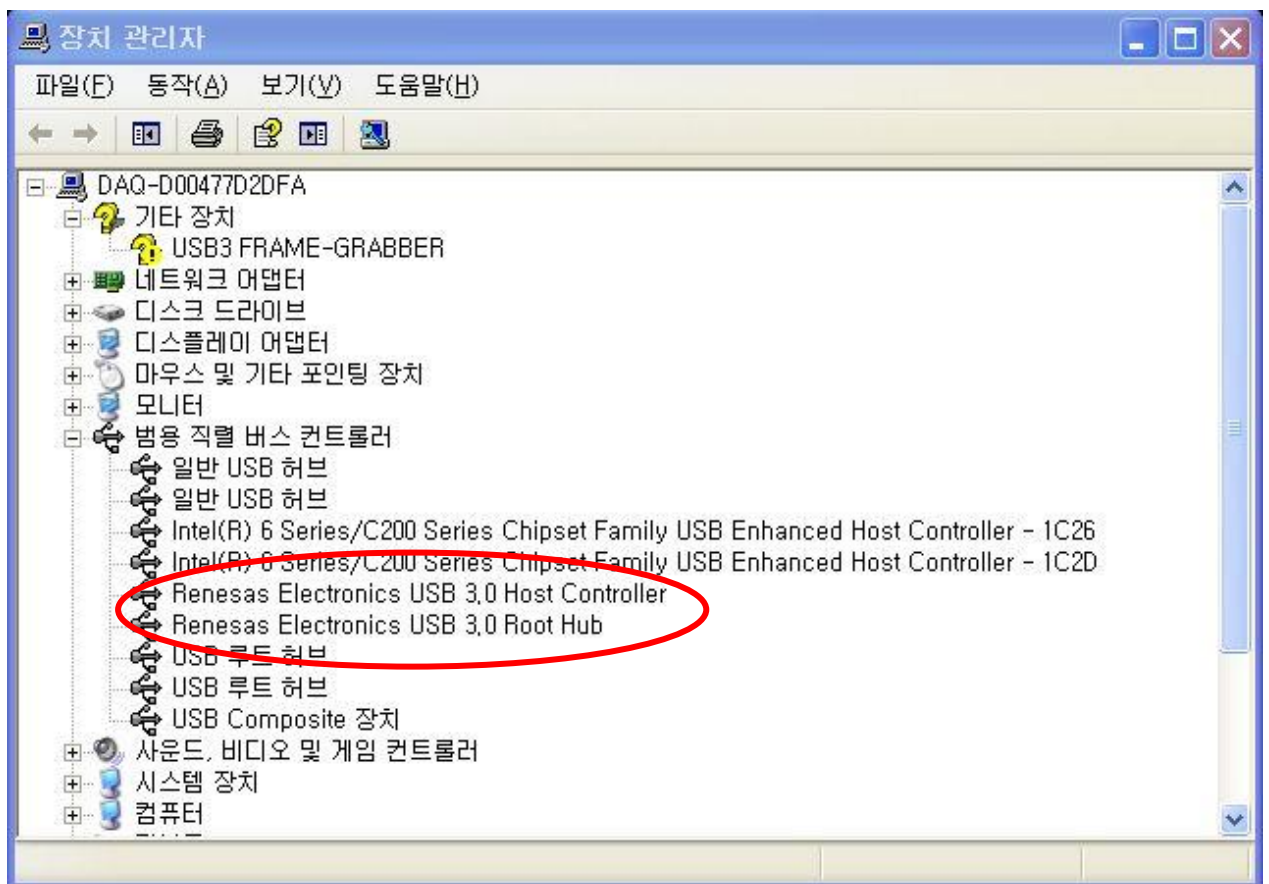 장치 관리자
파일(F) 동작(A) 보기(V) 도움말(H)
DAQ-D00477D2DFA
기타 장치
USB3 FRAME-GRABBER
네트워크 어댑터
디스크 드라이브
디스플레이 어댑터
마우스 및 기타 포인팅 장치
모니터
범용 직렬 버스 컨트롤러
일반 USB 허브
일반 USB 허브
Intel(R) 6 Series/C200 Series Chipset Family USB Enhanced Host Controller - 1C26
Intel(R) 6 Series/C200 Series Chipset Family USB Enhanced Host Controller - 1C2D
Renesas Electronics USB 3.0 Host Controller
Renesas Electronics USB 3.0 Root Hub
USB 루트 허브
USB 루트 허브
USB Composite 장치
사운드, 비디오 및 게임 컨트롤러
시스템 장치
컴퓨터